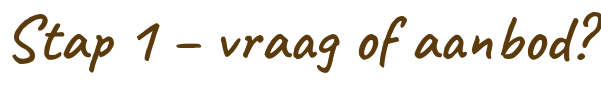 Stap 1 – vraag of aanbod?